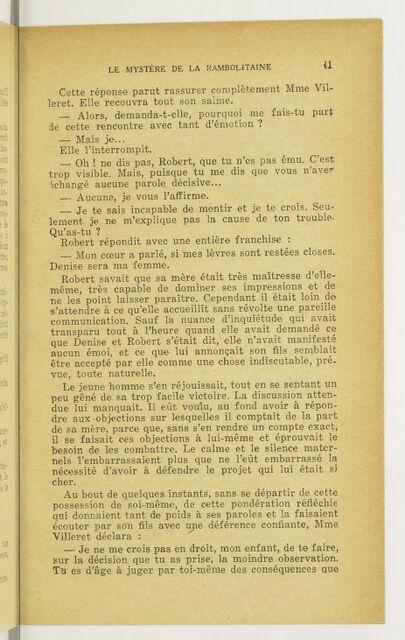 LE MYSTÈRE DE LA RAMBOLITAINE 41
Cette réponse parut rassurer complètement Mme Vil-
leret. Elle recouvra tout son salme.
— Alors, demanda-t-elle, pourquoi me fais-tu part
de cette rencontre avec tant d'émotion ?
— Mais je...
Elle l'interrompit.
— Oh ! ne dis pas, Robert, que tu n'es pas ému. C'est
trop visible. Mais, puisque tu me dis que vous n'avez
échangé aucune parole décisive...
— Aucune, je vous l'affirme.
— Je te sais incapable de mentir et je te crois. Seu-
lement je ne m'explique pas la cause de ton trouble.
Qu'as-tu ?
Robert répondit avec une entière franchise :
— Mon cœur a parlé, si mes lèvres sont restées closes.
Denise sera ma femme.
Robert savait que sa mère était très maîtresse d'elle-
même, très capable de dominer ses impressions et de
ne les point laisser paraître. Cependant il était loin de
s'attendre à ce qu'elle accueillît sans révolte une pareille
communication. Sauf la nuance d'inquiétude qui avait
transparu tout à l'heure quand elle avait demandé ce
que Denise et Robert s'était dit, elle n'avait manifesté
aucun émoi, et ce que lui annonçait son fils semblait
être accepté par elle comme une chose indiscutable, pré-
vue, toute naturelle.
Le jeune homme s'en réjouissait, tout en se sentant un
peu gêné de sa trop facile victoire. La discussion atten-
due lui manquait. Il eût voulu, au fond avoir à répon-
dre aux objections sur lesquelles il comptait de la part
de sa mère, parce que, sans s'en rendre un compte exact,
il se faisait ces objections à lui-même et éprouvait le
besoin de les combattre. Le calme et le silence mater-
nels l'embarrassaient plus que ne l'eût embarrassé la
nécessité d'avoir à défendre le projet qui lui était si
cher.
Au bout de quelques instants, sans se départir de cette
possession de soi-même, de cette pondération réfléchie
qui donnaient tant de poids à ses paroles et la faisaient
écouter par son fils avec une déférence confiante, Mme
Villeret déclara :
— Je ne me crois pas en droit, mon enfant, de te faire,
sur la décision que tu as prise, la moindre observation.
Tu es d'âge à juger par toi-même des conséquences que